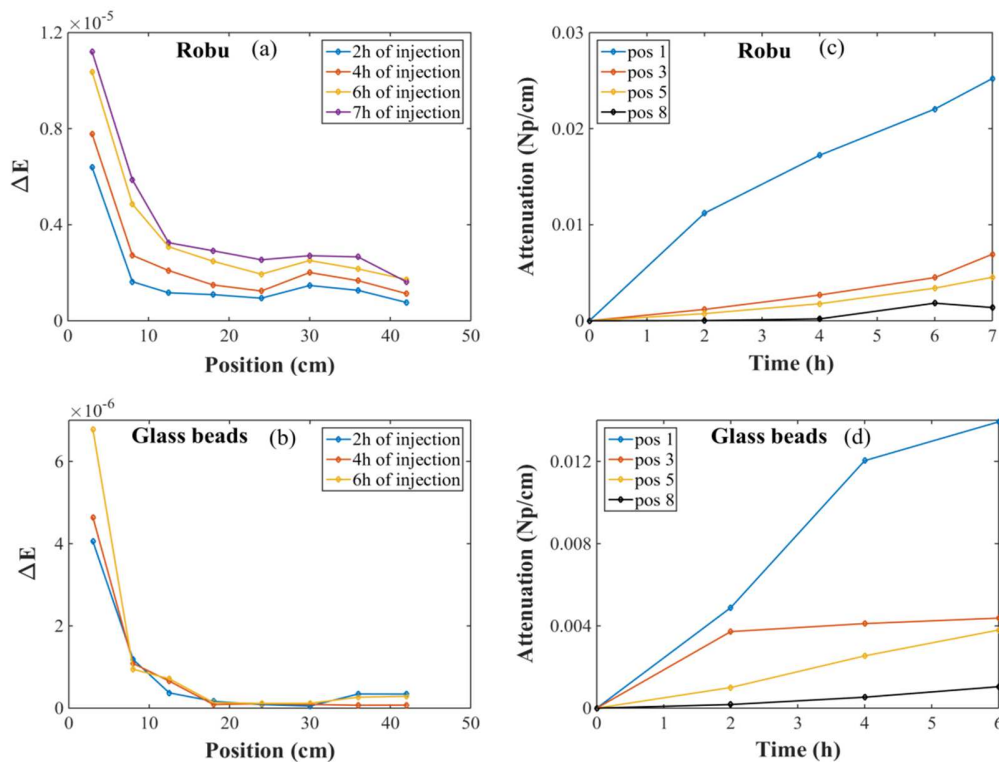 ×10⁻⁵
1.2
Robu (a)
2h of injection
4h of injection
6h of injection
7h of injection
0.8
ΔE
0.4
0
0 10 20 30 40 50
Position (cm)
0.03
Robu (c)
pos 1
pos 3
pos 5
pos 8
0.02
Attenuation (Np/cm)
0.01
0
0 1 2 3 4 5 6 7
Time (h)
×10⁻⁶
Glass beads (b)
2h of injection
4h of injection
6h of injection
6
4
ΔE
2
0
0 10 20 30 40 50
Position (cm)
Glass beads (d)
pos 1
pos 3
pos 5
pos 8
0.012
0.008
Attenuation (Np/cm)
0.004
0
0 1 2 3 4 5 6
Time (h)